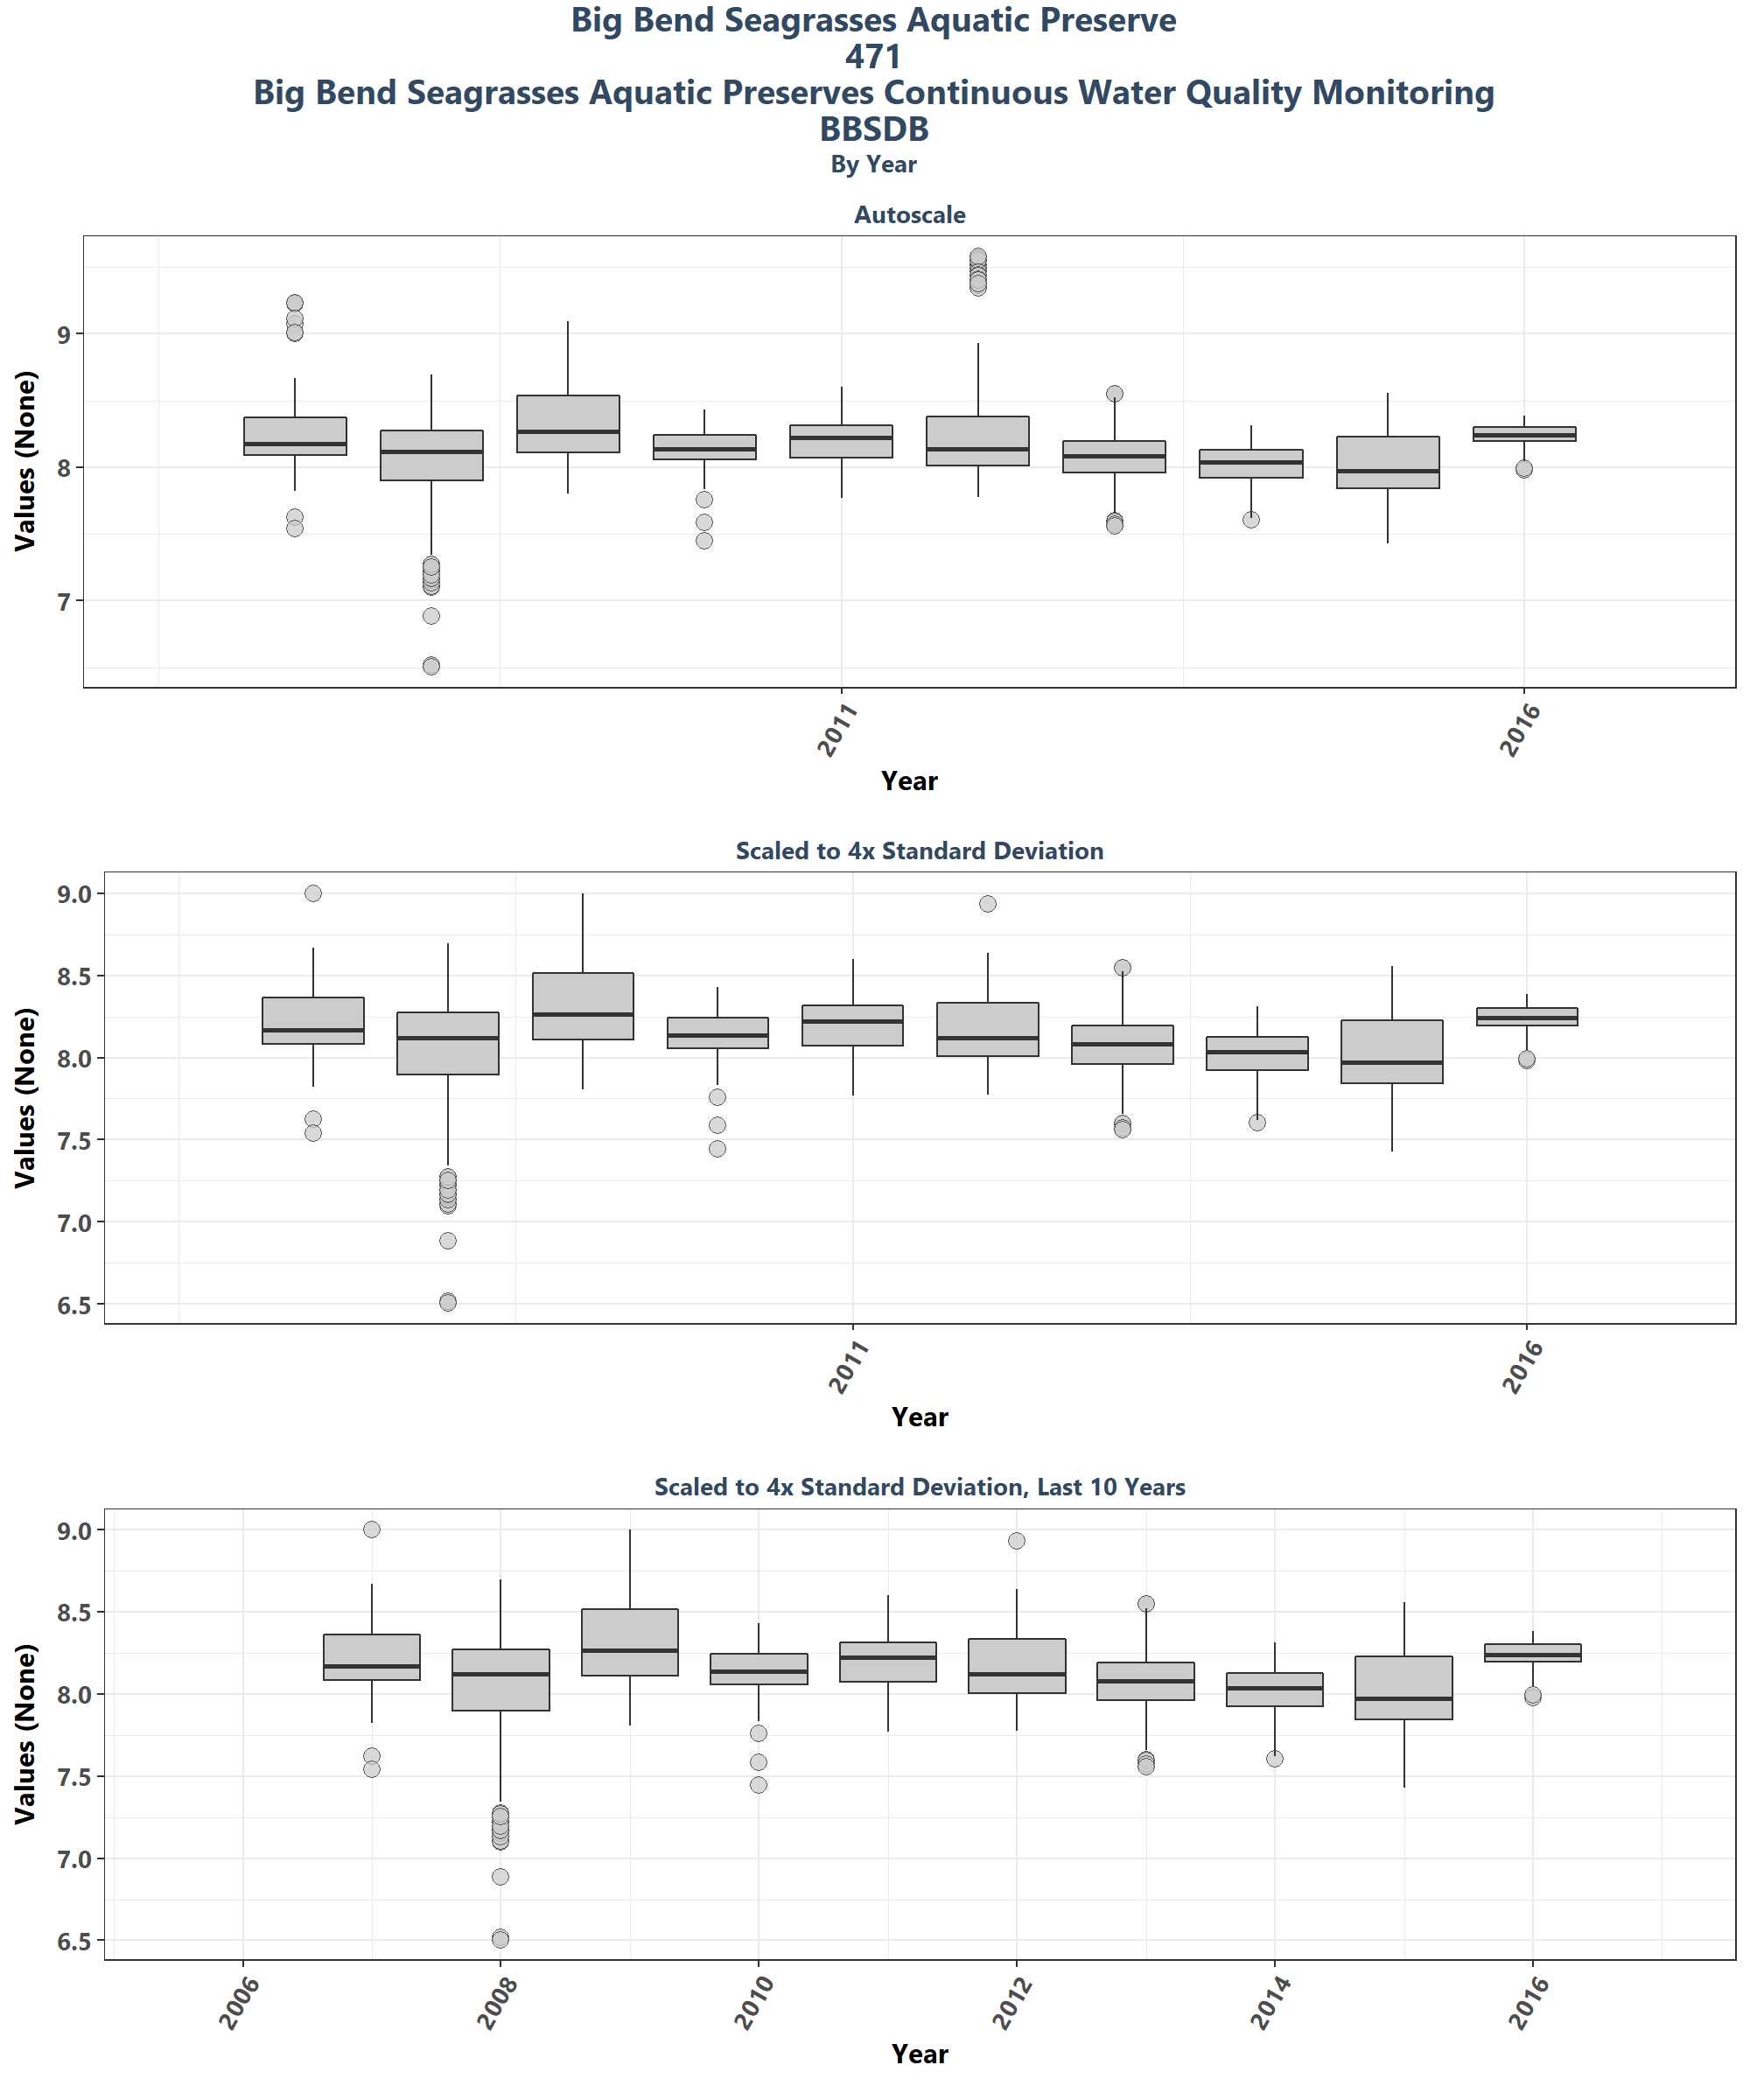 Big Bend Seagrasses Aquatic Preserve
471
Big Bend Seagrasses Aquatic Preserves Continuous Water Quality Monitoring
BBSDB
By Year
Autoscale
Values (None)
9
8
7
2011
2016
Year
Scaled to 4x Standard Deviation
Values (None)
9.0
8.5
8.0
7.5
7.0
6.5
2011
2016
Year
Scaled to 4x Standard Deviation, Last 10 Years
Values (None)
9.0
8.5
8.0
7.5
7.0
6.5
2006
2008
2010
2012
2014
2016
Year